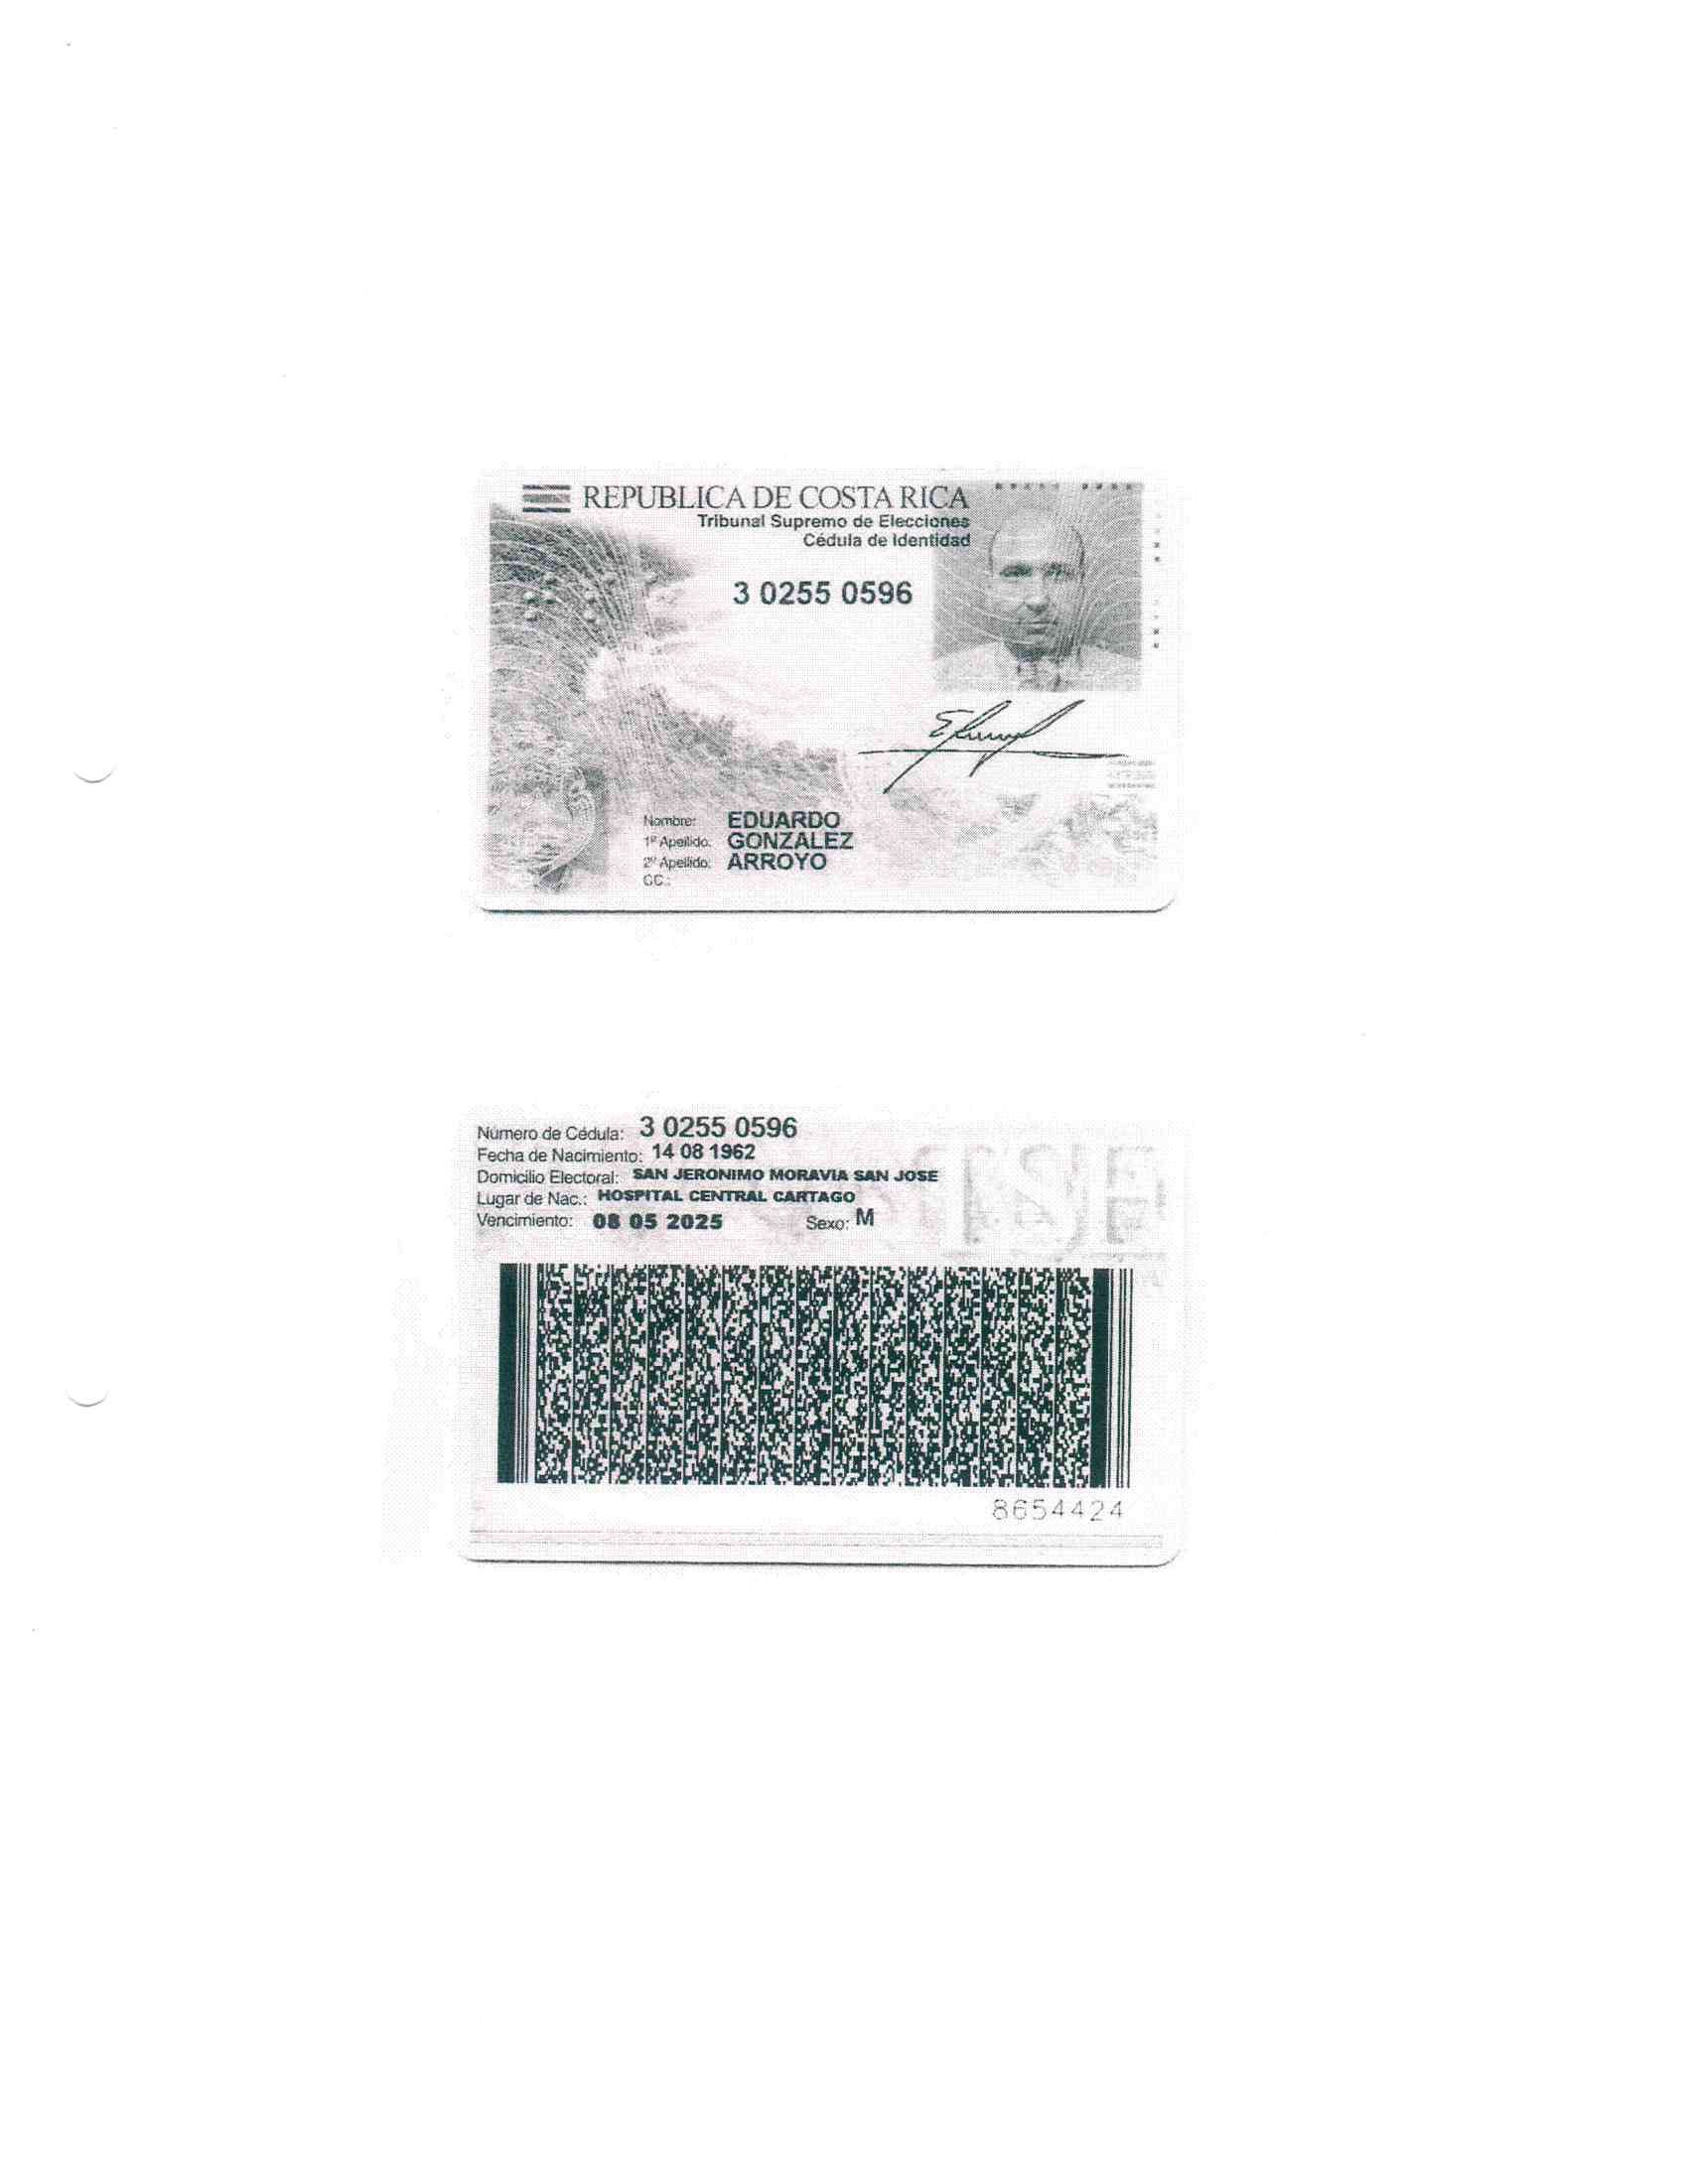 REPUBLICA DE COSTA RICA
Tribunal Supremo de Elecciones
Cédula de Identidad
3 0255 0596
Nombre: EDUARDO
1º Apellido: GONZALEZ
2º Apellido: ARROYO
CC.:
Número de Cédula: 3 0255 0596
Fecha de Nacimiento: 14 08 1962
Domicilio Electoral: SAN JERONIMO MORAVIA SAN JOSE
Lugar de Nac.: HOSPITAL CENTRAL CARTAGO
Vencimiento: 08 05 2025 Sexo: M
TSE
8654424